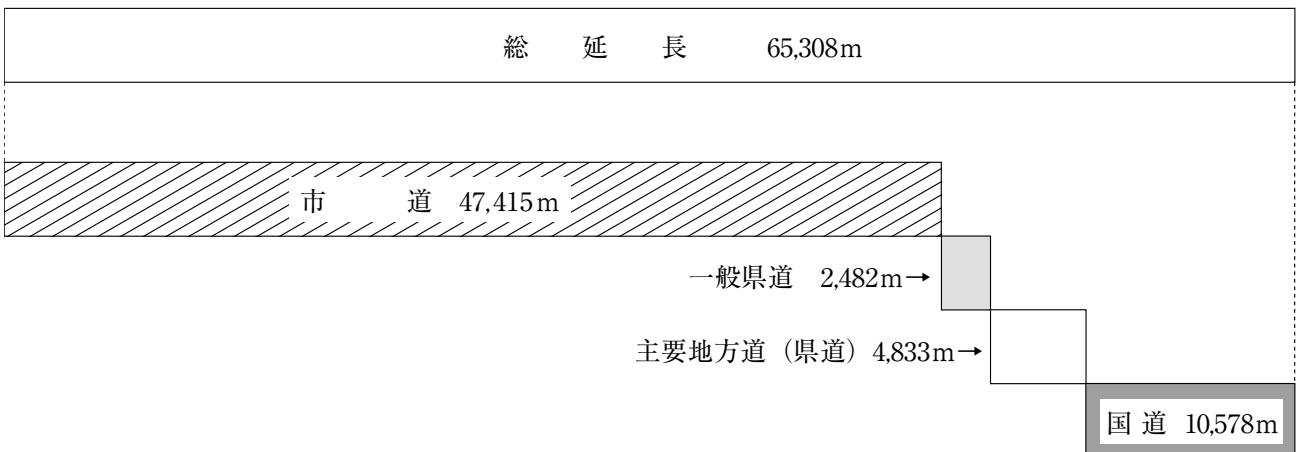 総　延　長　65,308m
市　道　47,415m
一般県道　2,482m→
主要地方道（県道）4,833m→
国道 10,578m